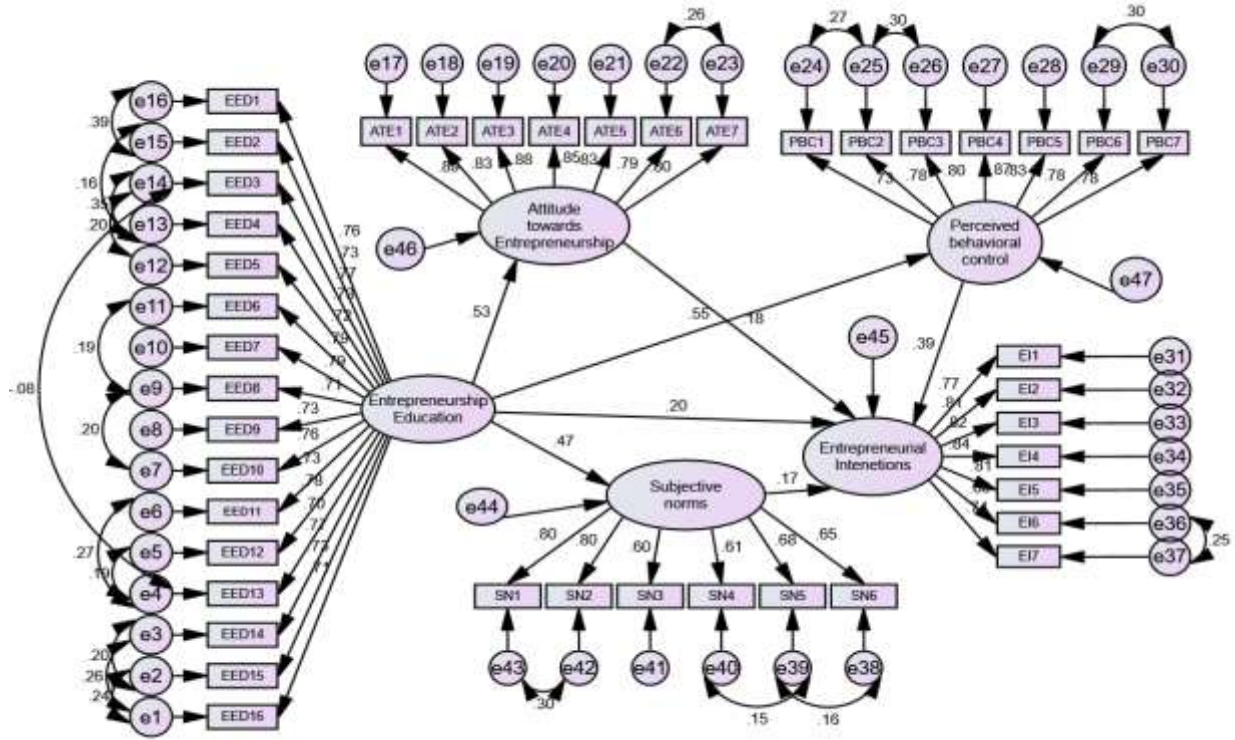 .26
.27
.30
.30
e17
e18
e19
e20
e21
e22
e23
e24
e25
e26
e27
e28
e29
e30
ATE1
ATE2
ATE3
ATE4
ATE5
ATE6
ATE7
PBC1
PBC2
PBC3
PBC4
PBC5
PBC6
PBC7
.83
.88
.85
.83
.79
.73
.78
.80
.87
.83
.78
.78
Attitude
towards
Entrepreneurship
Perceived
behavioral
control
e46
e47
e16
EED1
.39
e15
EED2
e14
EED3
.16
e13
EED4
.20
e12
EED5
e11
EED6
e10
EED7
.19
e9
EED8
-.08
e8
EED9
.20
e7
EED10
e6
EED11
e5
EED12
.27
.19
e4
EED13
e3
EED14
.20
e2
EED15
.26
.24
e1
EED16
.76
.73
.77
.72
.79
.79
.71
.73
.76
.73
.78
.70
.77
.73
.71
Entrepreneurship
Education
.53
.55
.18
.39
.20
.47
.17
e45
Entrepreneurial
Intenetions
.77
.81
.82
.84
.81
EI1
e31
EI2
e32
EI3
e33
EI4
e34
EI5
e35
EI6
e36
EI7
e37
.25
Subjective
norms
e44
.80
.80
.60
.61
.68
.65
SN1
SN2
SN3
SN4
SN5
SN6
e43
e42
e41
e40
e39
e38
.30
.15
.16